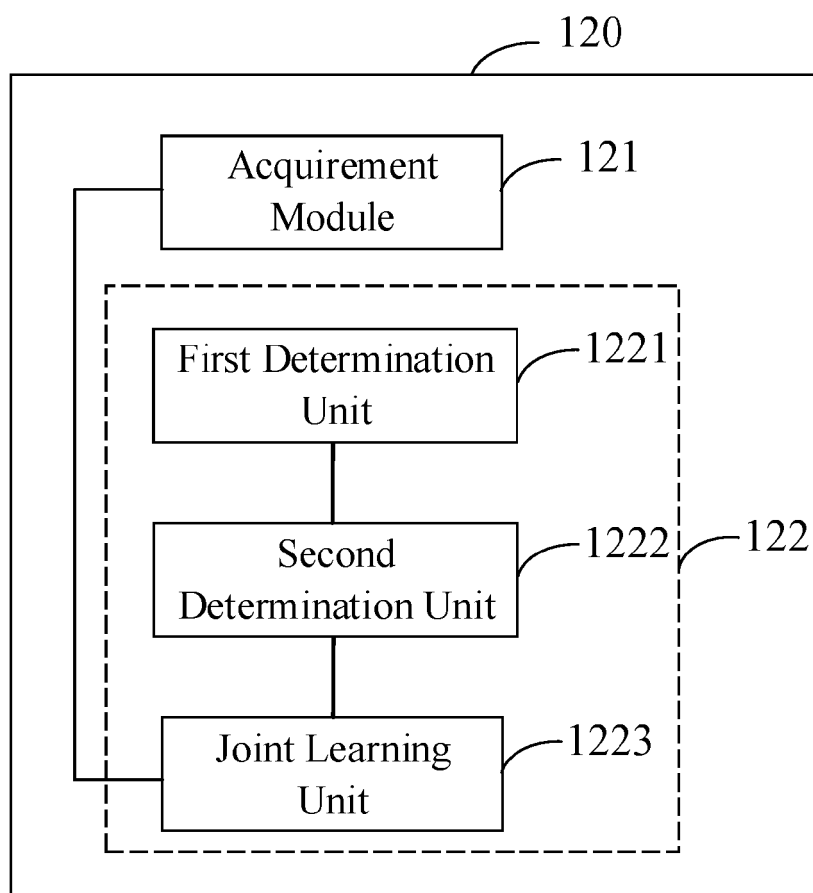 120
Acquirement
Module
121
First Determination
Unit
1221
Second
Determination Unit
1222
122
Joint Learning
Unit
1223